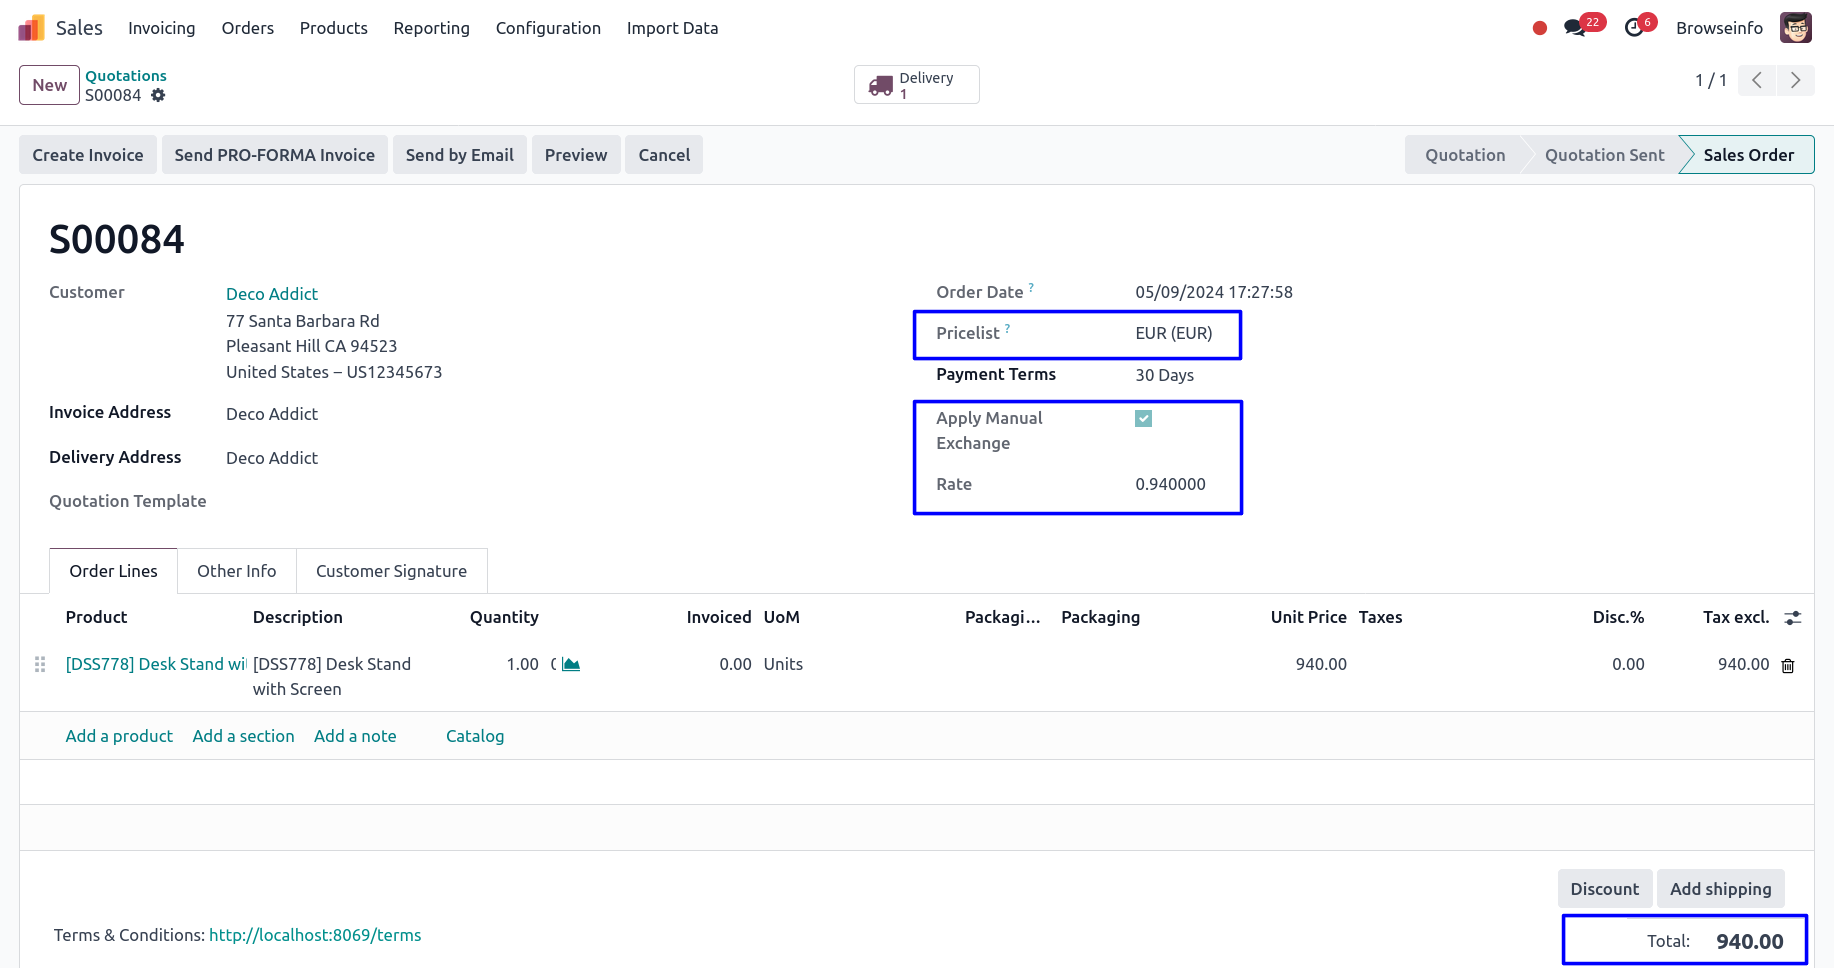 Sales Invoicing Orders Products Reporting Configuration Import Data 22 6 Browseinfo
New Quotations
S00084
Delivery
1
1 / 1
Create Invoice Send PRO-FORMA Invoice Send by Email Preview Cancel Quotation Quotation Sent Sales Order
S00084
Customer Deco Addict
77 Santa Barbara Rd
Pleasant Hill CA 94523
United States – US12345673
Invoice Address Deco Addict
Delivery Address Deco Addict
Quotation Template
Order Date ? 05/09/2024 17:27:58
Pricelist ? EUR (EUR)
Payment Terms 30 Days
Apply Manual
Exchange
Rate 0.940000
Order Lines Other Info Customer Signature
Product Description Quantity Invoiced UoM Packagi... Packaging Unit Price Taxes Disc.% Tax excl.
[DSS778] Desk Stand wi [DSS778] Desk Stand 1.00 0.00 Units 940.00 0.00 940.00
with Screen
Add a product Add a section Add a note Catalog
Discount Add shipping
Terms & Conditions: http://localhost:8069/terms
Total: 940.00